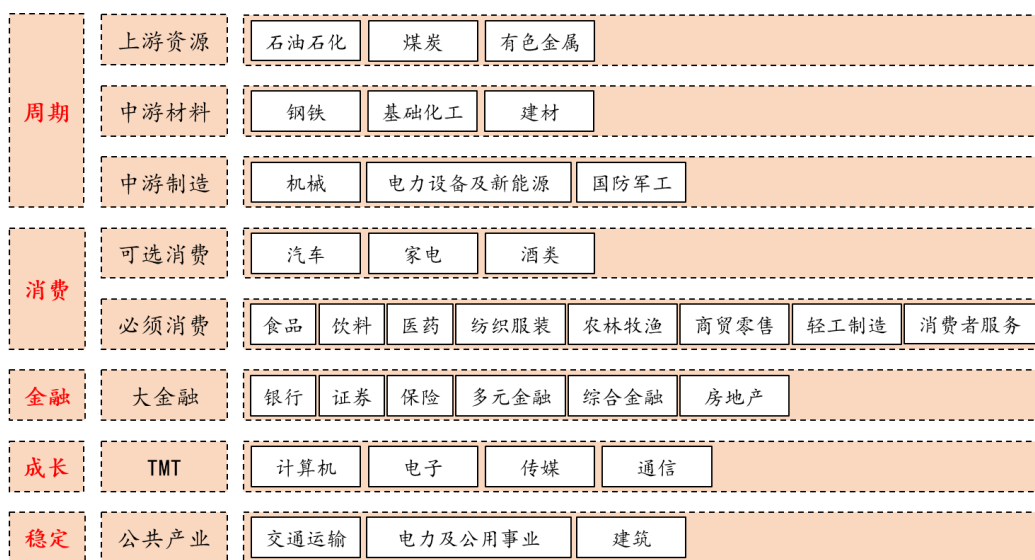 上游资源 石油石化 煤炭 有色金属
周期 中游材料 钢铁 基础化工 建材
中游制造 机械 电力设备及新能源 国防军工
可选消费 汽车 家电 酒类
消费
必须消费 食品 饮料 医药 纺织服装 农林牧渔 商贸零售 轻工制造 消费者服务
金融 大金融 银行 证券 保险 多元金融 综合金融 房地产
成长 TMT 计算机 电子 传媒 通信
稳定 公共产业 交通运输 电力及公用事业 建筑